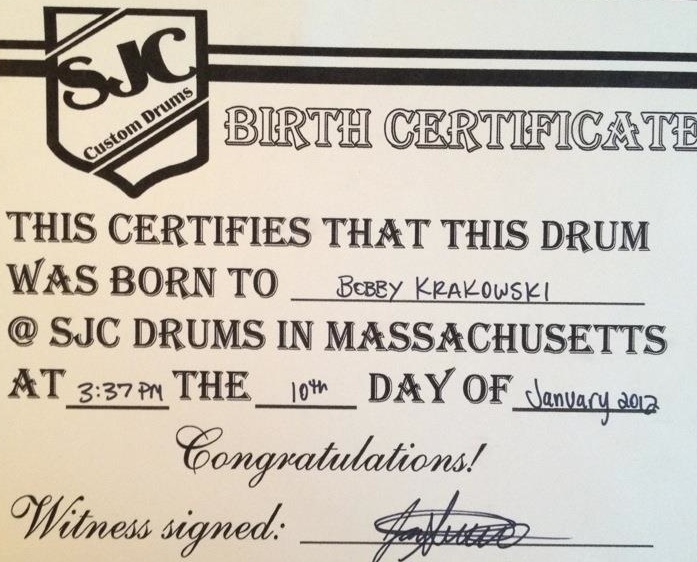 SJC
Custom Drums
BIRTH CERTIFICATE
THIS CERTIFIES THAT THIS DRUM
WAS BORN TO BOBBY KRAKOWSKI
@ SJC DRUMS IN MASSACHUSETTS
AT 3:37 PM THE 10th DAY OF January 2012
Congratulations!
Witness signed: